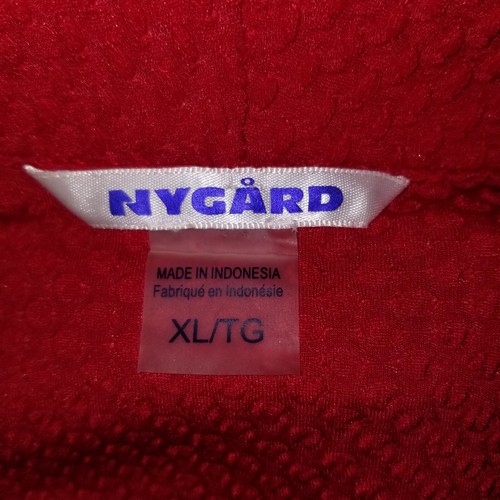 NYGÅRD
MADE IN INDONESIA
Fabriqué en Indonésie
XL/TG